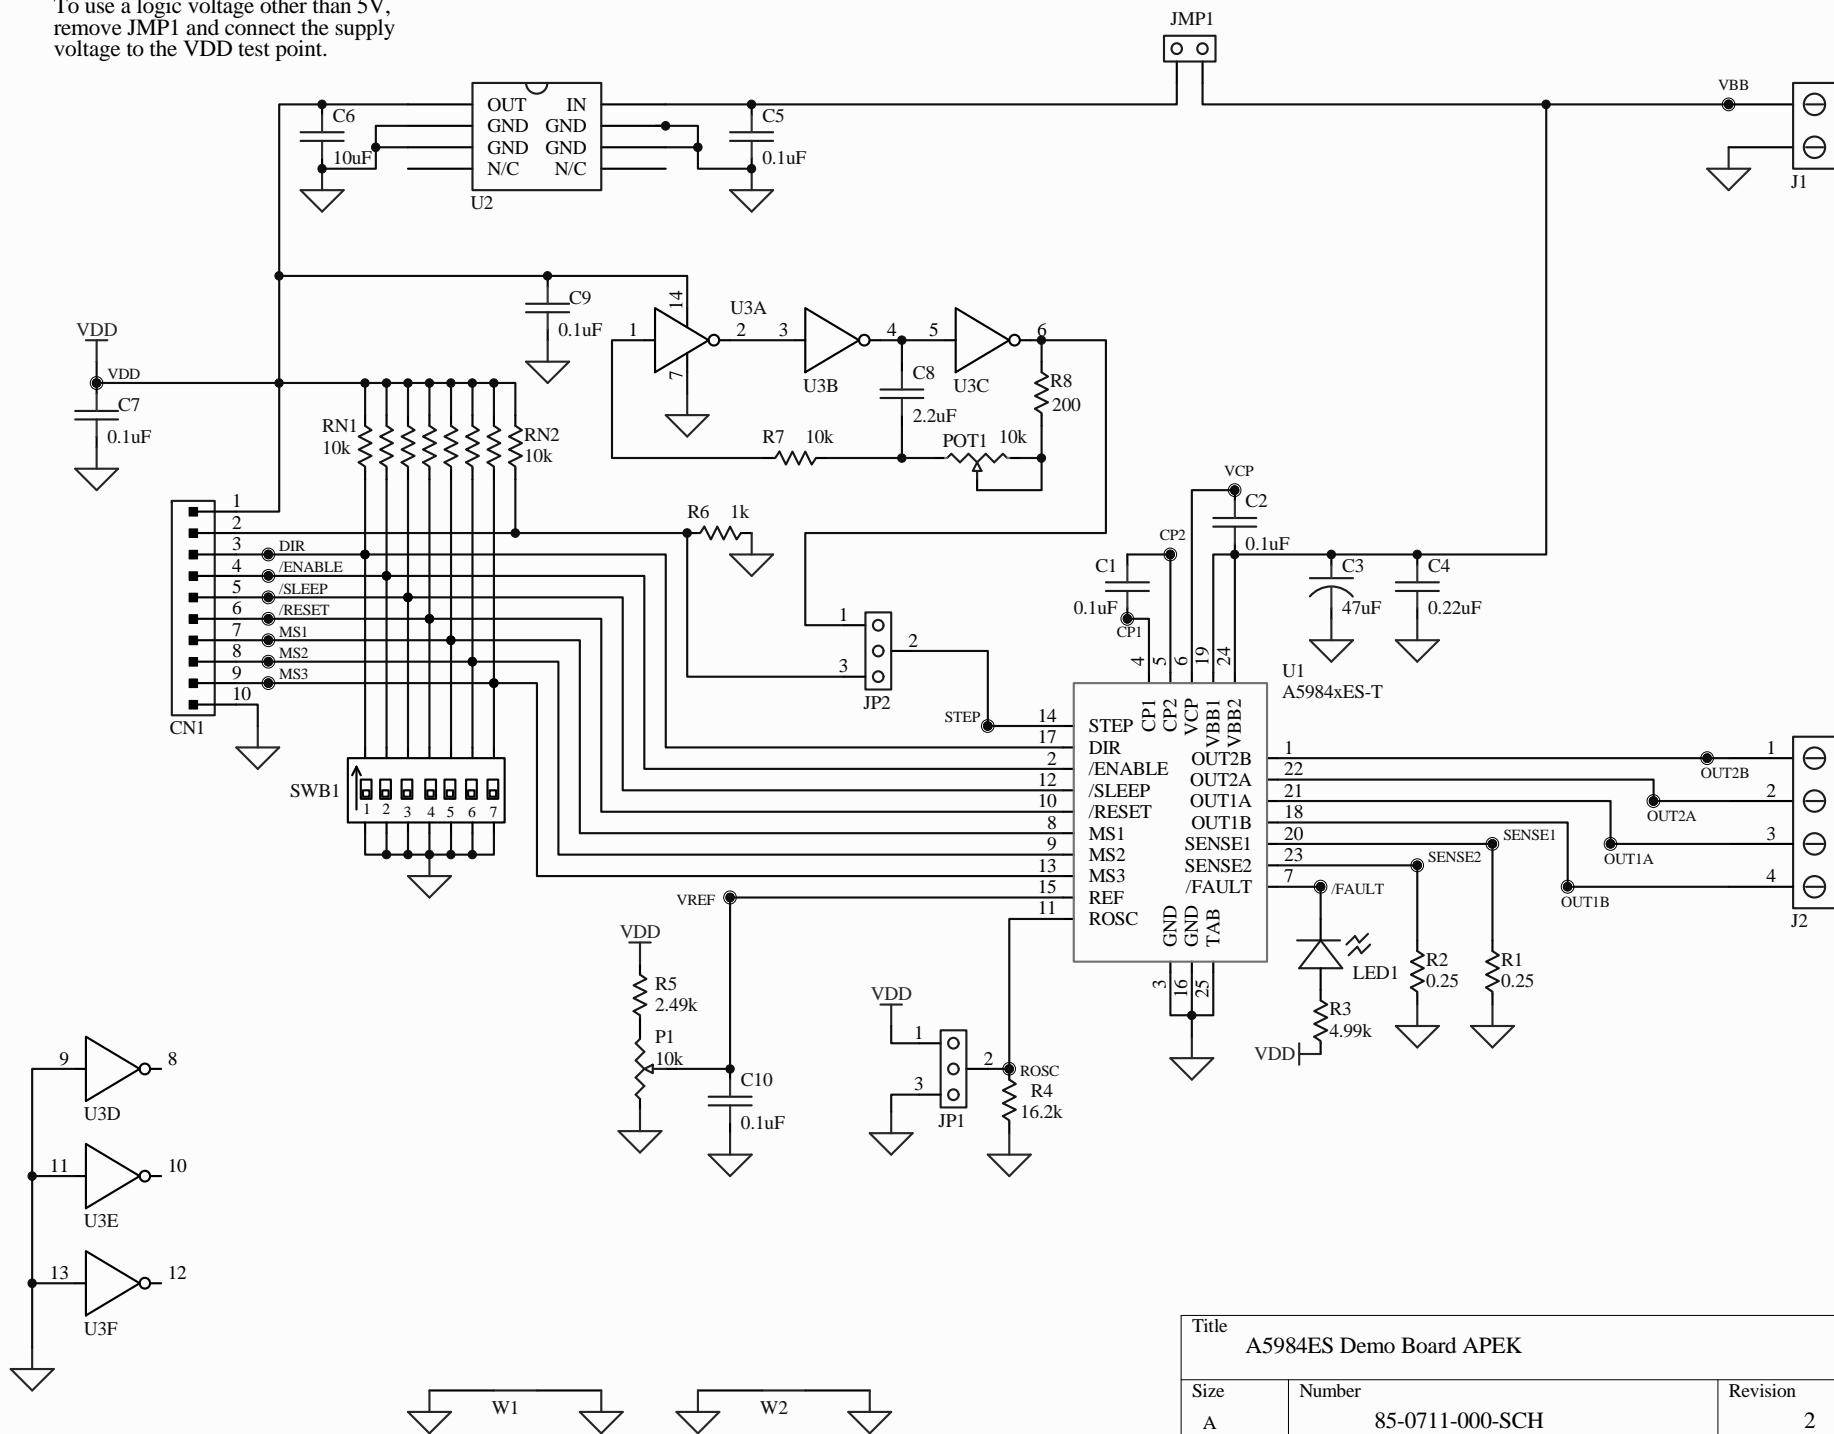 To use a logic voltage other than 5V,
remove JMP1 and connect the supply
voltage to the VDD test point.
JMP1
VBB
J1
C6
10uF
OUT IN
GND GND
GND GND
N/C N/C
U2
C5
0.1uF
C9
0.1uF
VDD
VDD
C7
0.1uF
RN1
10k
RN2
10k
14
U3A
1 2 3 4 5 6
7
U3B
C8
2.2uF
U3C
R8
200
R7 10k
POT1 10k
1
2
3 DIR
4 /ENABLE
5 /SLEEP
6 /RESET
7 MS1
8 MS2
9 MS3
10
CN1
R6 1k
1
2
3
JP2
STEP
SWB1
1 2 3 4 5 6 7
VCP
C2
0.1uF
CP2
C1
0.1uF
CP1
C3
47uF
C4
0.22uF
4 5 6 19 24
U1
A5984xES-T
CP1 CP2 VCP VBB1 VBB2
14 STEP
17 DIR
2 /ENABLE
12 /SLEEP
10 /RESET
8 MS1
9 MS2
13 MS3
15 REF
11 ROSC
OUT2B 1
OUT2A 22
OUT1A 21
OUT1B 18
SENSE1 20
SENSE2 23
/FAULT 7
GND GND TAB
3 16 25
OUT2B 1
OUT2A 2
OUT1A 3
OUT1B 4
J2
SENSE1
SENSE2
/FAULT
LED1
R2
0.25
R1
0.25
R3
4.99k
VDD
VREF
VDD
R5
2.49k
P1
10k
C10
0.1uF
VDD
1
2
3
JP1
ROSC
R4
16.2k
9 8
U3D
11 10
U3E
13 12
U3F
W1
W2
Title
A5984ES Demo Board APEK
Size Number Revision
A 85-0711-000-SCH 2